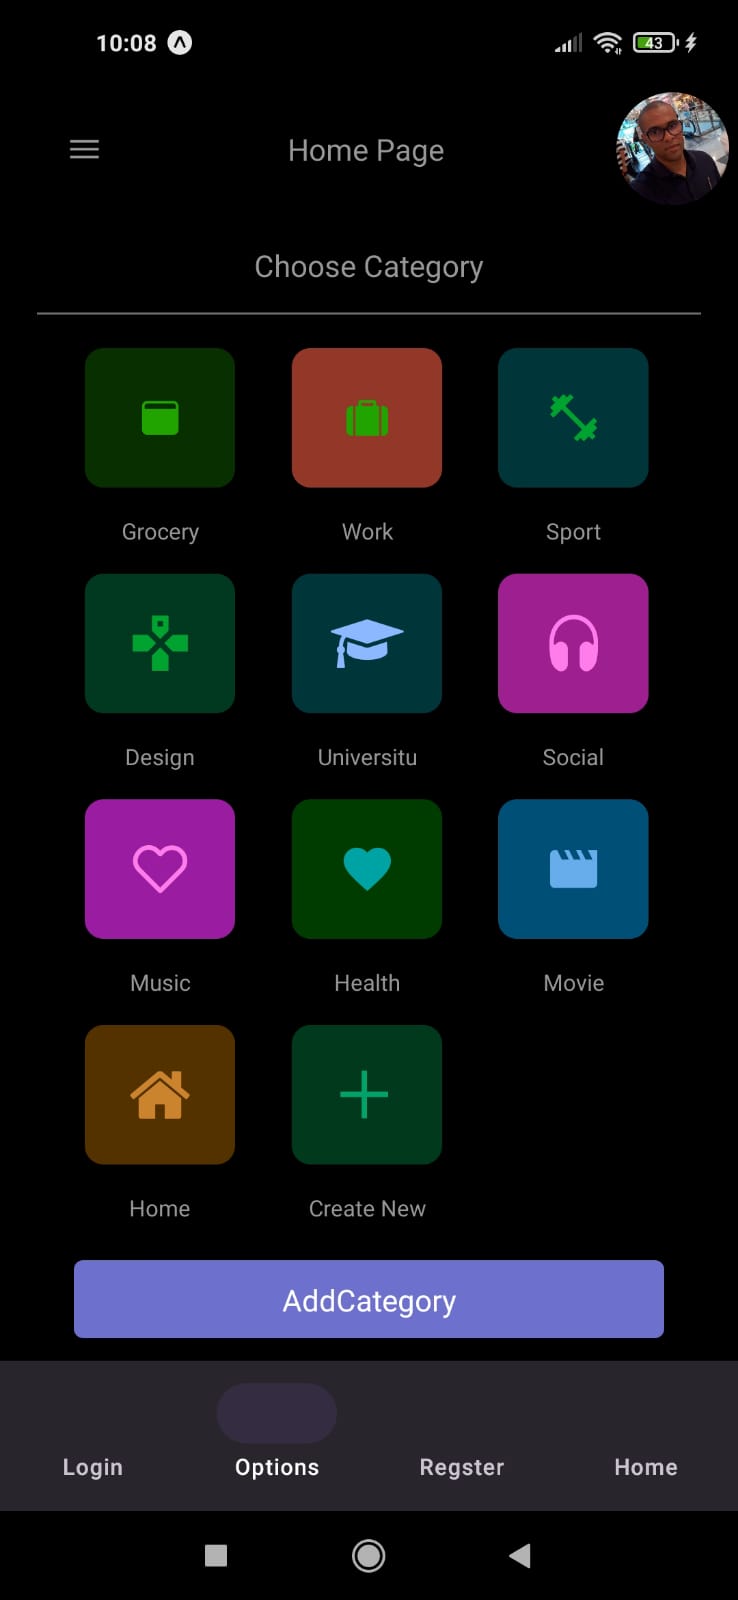 10:08
43
Home Page
Choose Category
Grocery Work Sport
Design Universitu Social
Music Health Movie
Home Create New
AddCategory
Login Options Regster Home